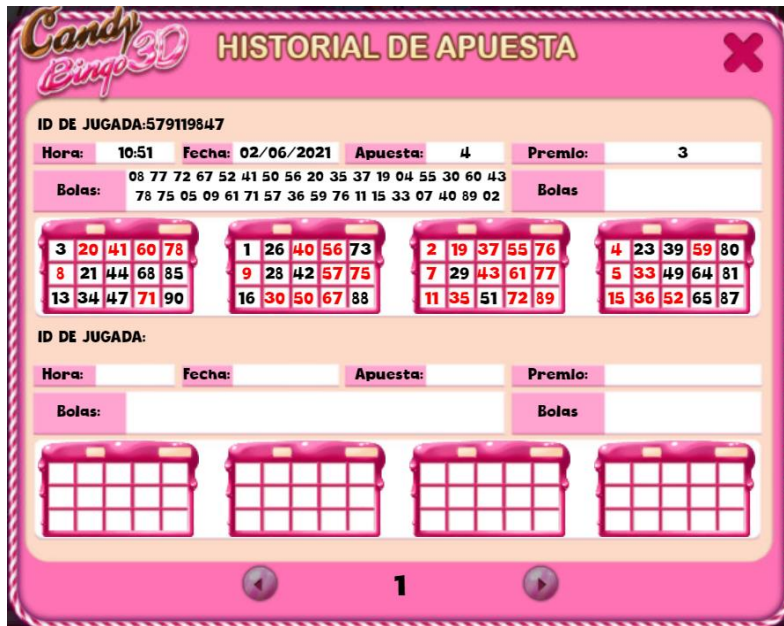 Candy
Bingo 3D
HISTORIAL DE APUESTA
ID DE JUGADA:579119847
Hora: 10:51 Fecha: 02/06/2021 Apuesta: 4 Premio: 3
Bolas: 08 77 72 67 52 41 50 56 20 35 37 19 04 55 30 60 43
78 75 05 09 61 71 57 36 59 76 11 15 33 07 40 89 02
Bolas
3 20 41 60 78
8 21 44 68 85
13 34 47 71 90
1 26 40 56 73
9 28 42 57 75
16 30 50 67 88
2 19 37 55 76
7 29 43 61 77
11 35 51 72 89
4 23 39 59 80
5 33 49 64 81
15 36 52 65 87
ID DE JUGADA:
Hora: Fecha: Apuesta: Premio:
Bolas: Bolas
1